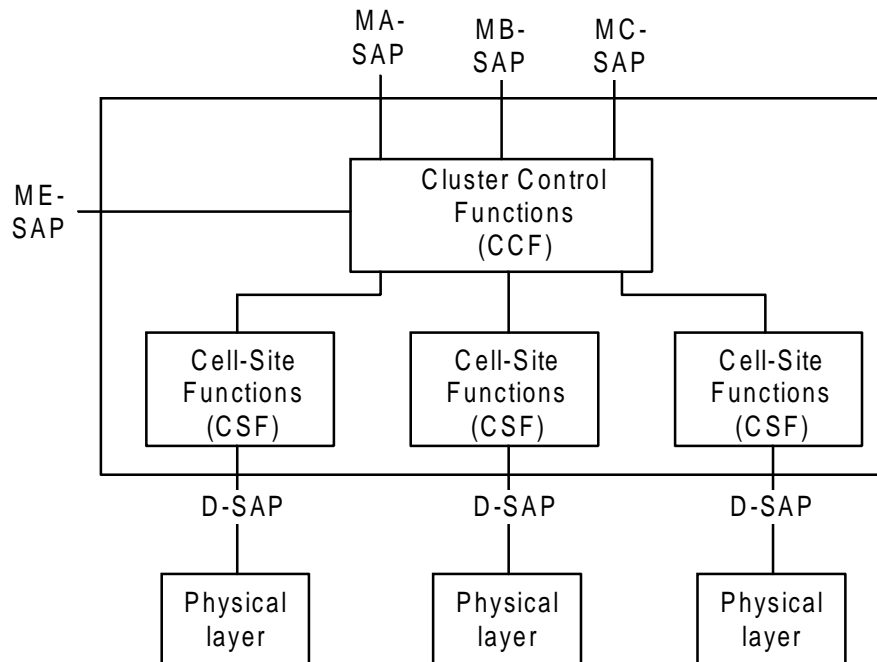 MA-
SAP
MB-
SAP
MC-
SAP
ME-
SAP
Cluster Control
Functions
(CCF)
Cell-Site
Functions
(CSF)
Cell-Site
Functions
(CSF)
Cell-Site
Functions
(CSF)
D-SAP
D-SAP
D-SAP
Physical
layer
Physical
layer
Physical
layer